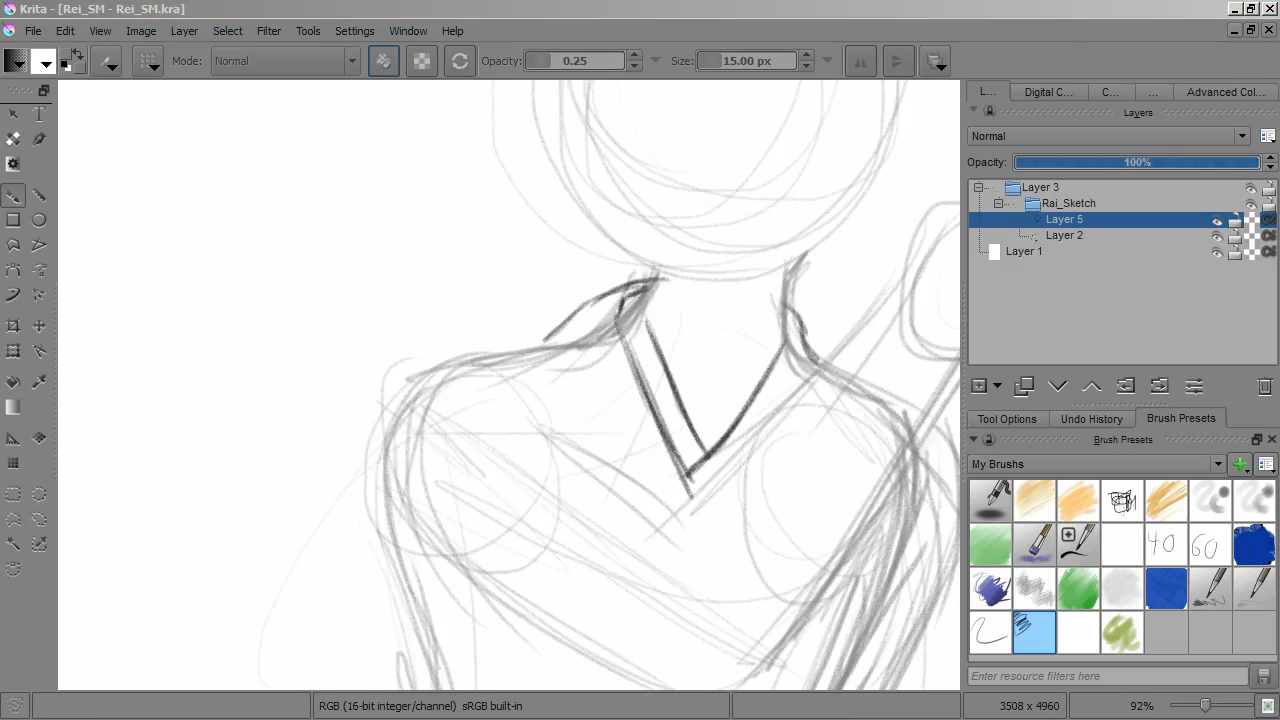 Krita - [Rei_SM - Rei_SM.kra]
File Edit View Image Layer Select Filter Tools Settings Window Help
Mode: Normal Opacity: 0.25 Size: 15.00 px
L... Digital C... C... ... Advanced Col...
Layers
Normal
Opacity: 100%
Layer 3
Rai_Sketch
Layer 5
Layer 2
Layer 1
Tool Options Undo History Brush Presets
Brush Presets
My Brushes
40 60
Enter resource filters here
RGB (16-bit integer/channel) sRGB built-in 3508 x 4960 92%